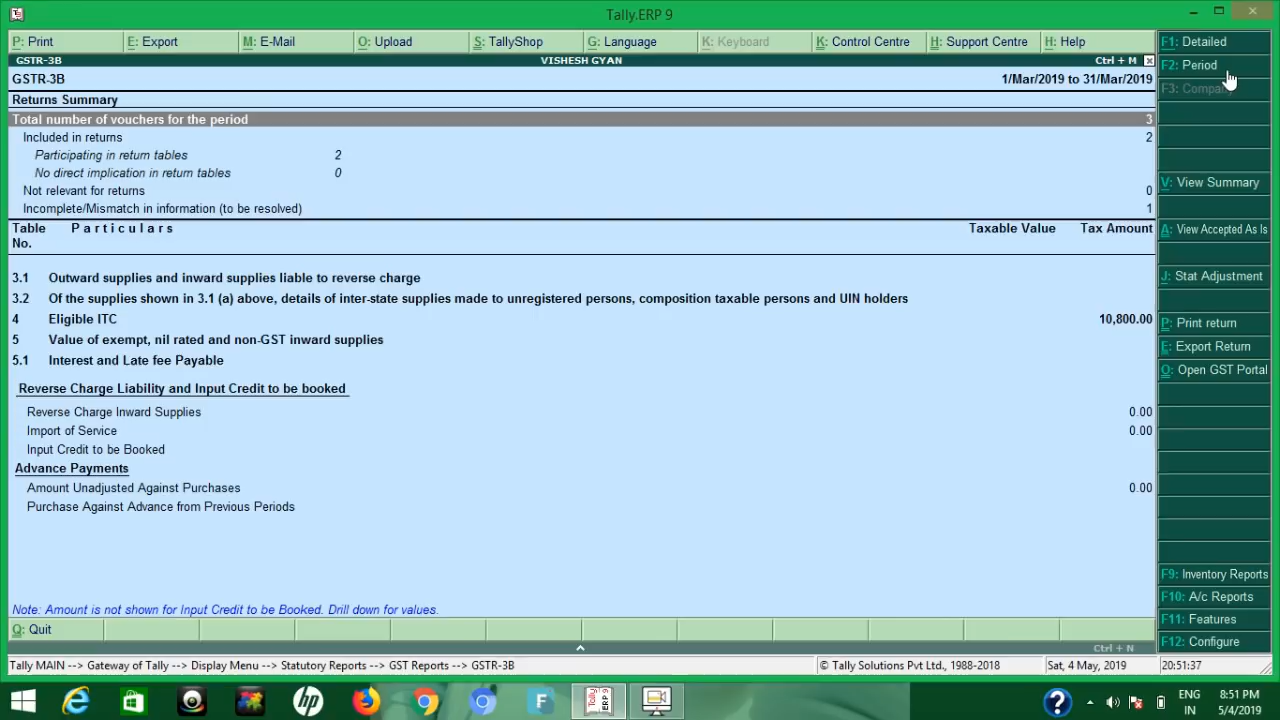 Tally.ERP 9
P: Print E: Export M: E-Mail O: Upload S: TallyShop G: Language K: Keyboard K: Control Centre H: Support Centre H: Help
F1: Detailed
GSTR-3B VISHESH GYAN Ctrl + M
F2: Period
GSTR-3B 1/Mar/2019 to 31/Mar/2019
F3: Company
Returns Summary
Total number of vouchers for the period 3
Included in returns 2
Participating in return tables 2
No direct implication in return tables 0
Not relevant for returns 0
Incomplete/Mismatch in information (to be resolved) 1
V: View Summary
Table No. Particulars Taxable Value Tax Amount
A: View Accepted As Is
3.1 Outward supplies and inward supplies liable to reverse charge
J: Stat Adjustment
3.2 Of the supplies shown in 3.1 (a) above, details of inter-state supplies made to unregistered persons, composition taxable persons and UIN holders
4 Eligible ITC 10,800.00
P: Print return
5 Value of exempt, nil rated and non-GST inward supplies
E: Export Return
5.1 Interest and Late fee Payable
O: Open GST Portal
Reverse Charge Liability and Input Credit to be booked
Reverse Charge Inward Supplies 0.00
Import of Service 0.00
Input Credit to be Booked
Advance Payments
Amount Unadjusted Against Purchases 0.00
Purchase Against Advance from Previous Periods
F9: Inventory Reports
F10: A/c Reports
Note: Amount is not shown for Input Credit to be Booked. Drill down for values.
F11: Features
Q: Quit
F12: Configure
Ctrl + N
Tally MAIN --> Gateway of Tally --> Display Menu --> Statutory Reports --> GST Reports --> GSTR-3B © Tally Solutions Pvt Ltd., 1988-2018 Sat, 4 May, 2019 20:51:37
hp F Tally ERP 9 ? ENG 8:51 PM
IN 5/4/2019